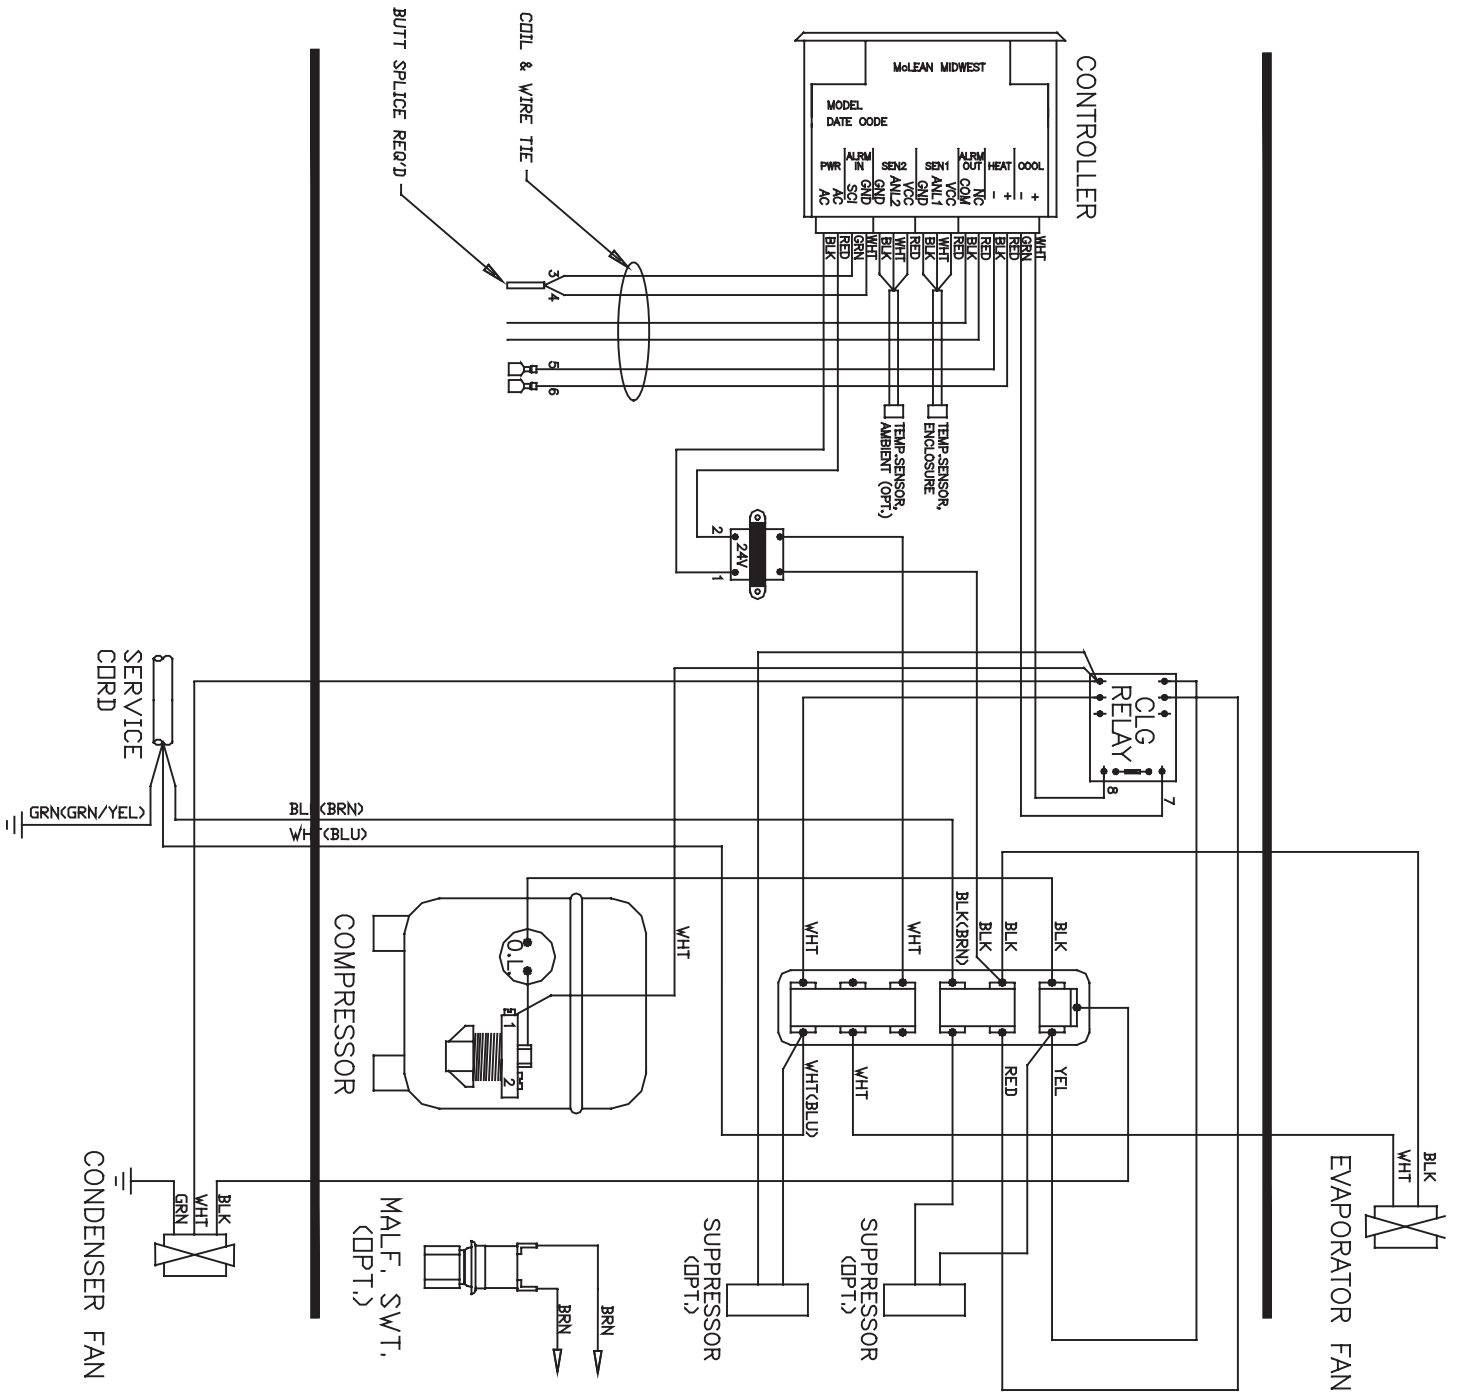 CONTROLLER
McLEAN MIDWEST
MODEL
DATE CODE
PWR
ALRM
IN
SEN2
SEN1
ALRM
OUT
HEAT
COOL
AC
AC
SCI
GND
GND
ANL2
VCC
GND
ANL1
VCC
COM
NC
-
+
-
+
BLK
RED
GRN
WHT
BLK
WHT
RED
BLK
WHT
RED
BLK
RED
BLK
RED
GRN
WHT
COIL & WIRE TIE
BUTT SPLICE REQ'D
3
4
5
6
TEMP.SENSOR,
ENCLOSURE
TEMP.SENSOR,
AMBIENT (OPT.)
2
1
24V
CLG
RELAY
8
7
SERVICE
CORD
GRN(GRN/YEL)
BLK(BRN)
WHT(BLU)
COMPRESSOR
O.L.
1
2
WHT
WHT
WHT
BLK(BRN)
BLK
BLK
BLK
WHT(BLU)
WHT
RED
YEL
EVAPORATOR FAN
WHT
BLK
CONDENSER FAN
GRN
WHT
BLK
MALF. SWT.
(OPT.)
BRN
BRN
SUPPRESSOR
(OPT.)
SUPPRESSOR
(OPT.)